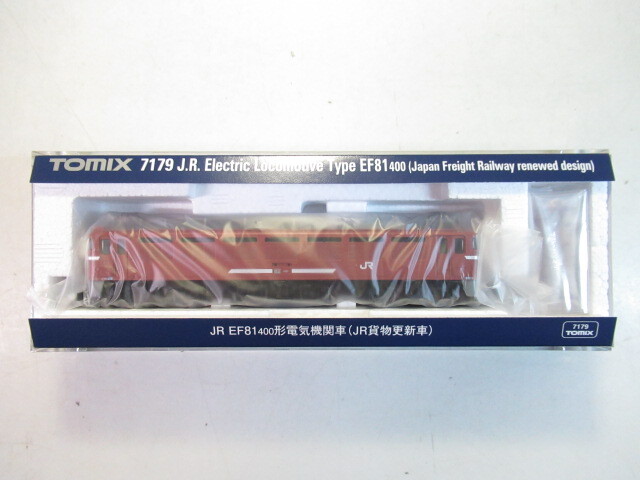 TOMIX 7179 J.R. Electric Locomotive Type EF81400 (Japan Freight Railway renewed design)
JR
JR EF81400形電気機関車(JR貨物更新車)
7179
TOMIX